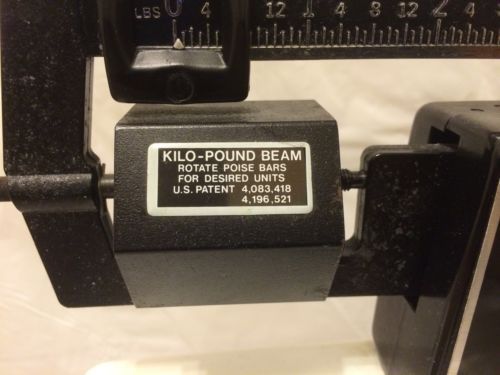 LBS 0 4
12 1 4 8 12 2 4
KILO-POUND BEAM
ROTATE POISE BARS
FOR DESIRED UNITS
U.S. PATENT 4,083,418
4,196,521